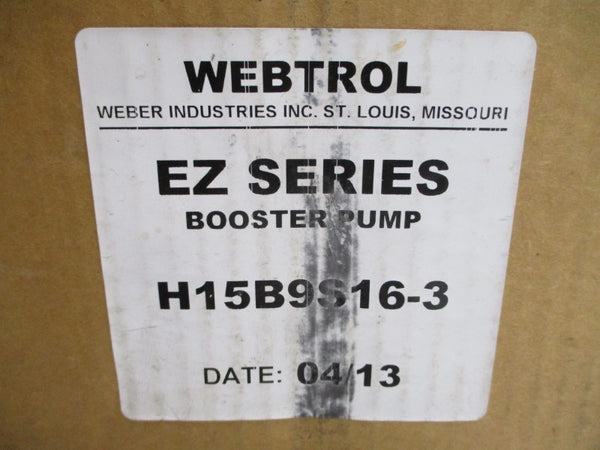 WEBTROL
WEBER INDUSTRIES INC. ST. LOUIS, MISSOURI
EZ SERIES
BOOSTER PUMP
H15B9S16-3
DATE: 04/13